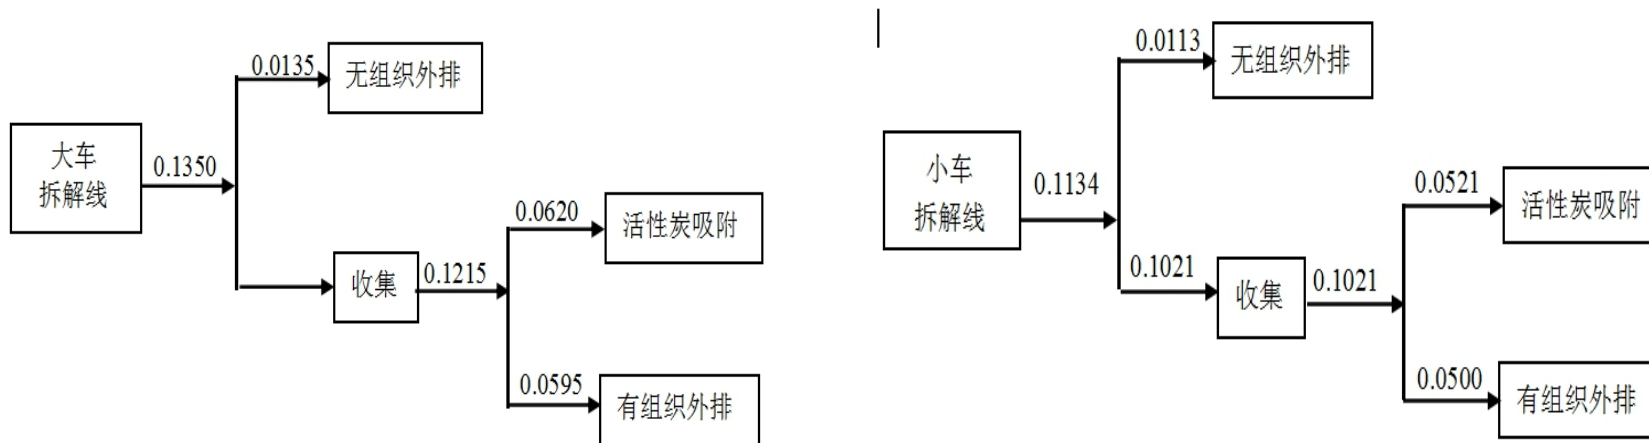 0.0135
无组织外排
大车
拆解线
0.1350
0.0620
活性炭吸附
收集
0.1215
0.0595
有组织外排
0.0113
无组织外排
小车
拆解线
0.1134
0.0521
活性炭吸附
0.1021
收集
0.1021
0.0500
有组织外排